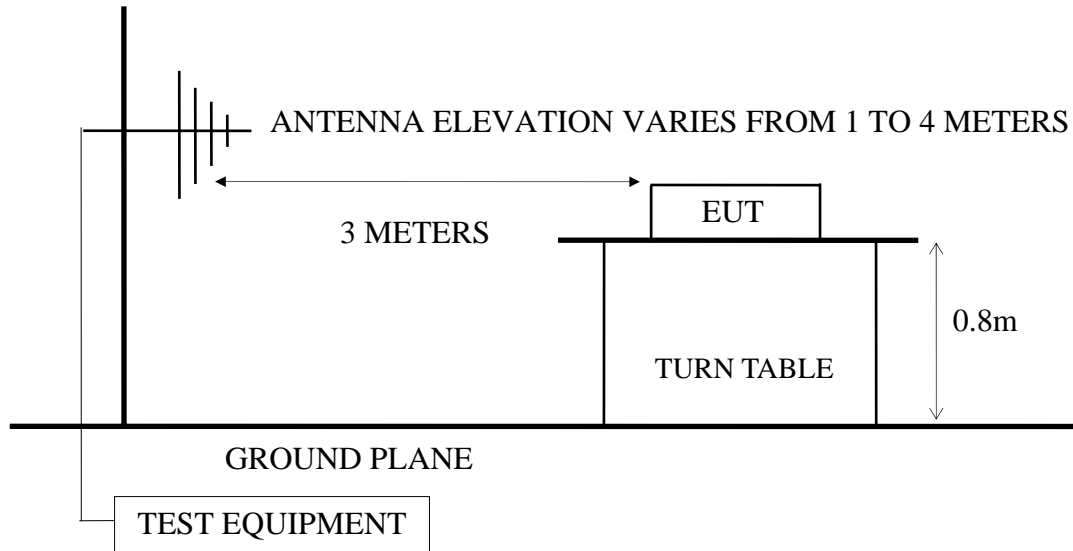 ANTENNA ELEVATION VARIES FROM 1 TO 4 METERS
EUT
3 METERS
0.8m
TURN TABLE
GROUND PLANE
TEST EQUIPMENT